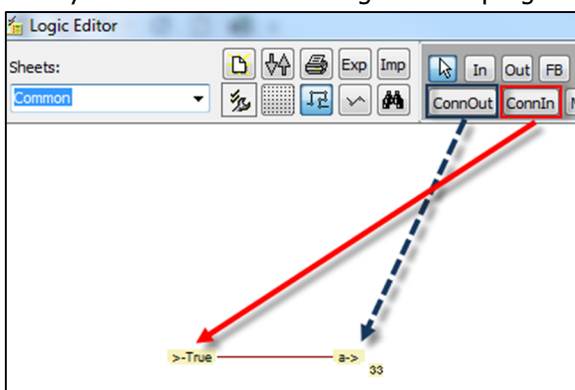 Logic Editor
Sheets:
Exp Imp
In Out FB
Common
ConnOut ConnIn
>-True a->
33